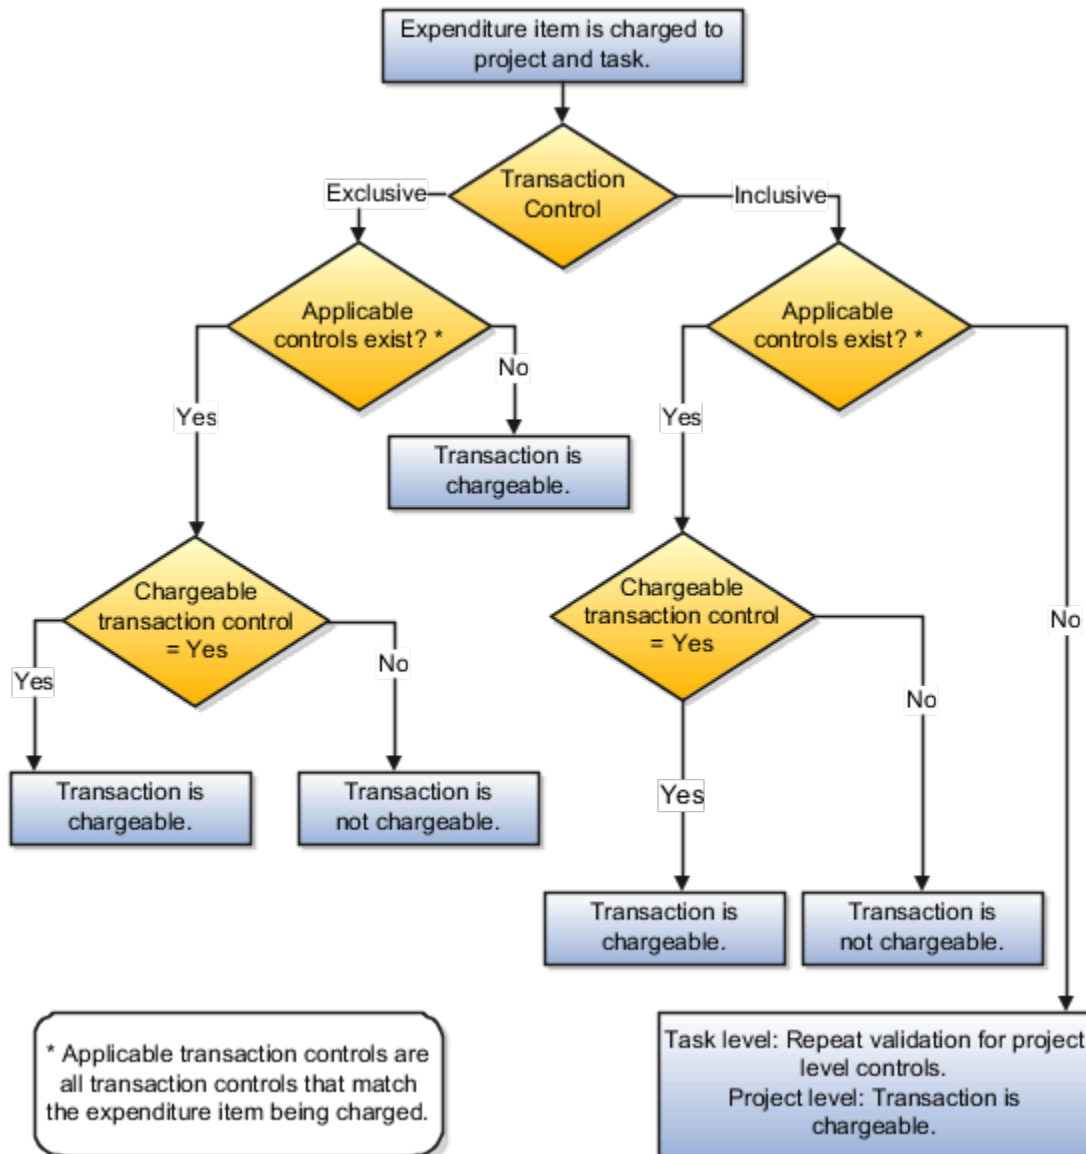 Expenditure item is charged to
project and task.
Transaction
Control
Exclusive
Inclusive
Applicable
controls exist? *
Applicable
controls exist? *
No
Yes
Yes
Transaction is
chargeable.
Chargeable
transaction control
= Yes
Chargeable
transaction control
= Yes
No
Yes
No
No
Transaction is
chargeable.
Transaction is
not chargeable.
Yes
Transaction is
chargeable.
Transaction is
not chargeable.
* Applicable transaction controls are
all transaction controls that match
the expenditure item being charged.
Task level: Repeat validation for project
level controls.
Project level: Transaction is
chargeable.